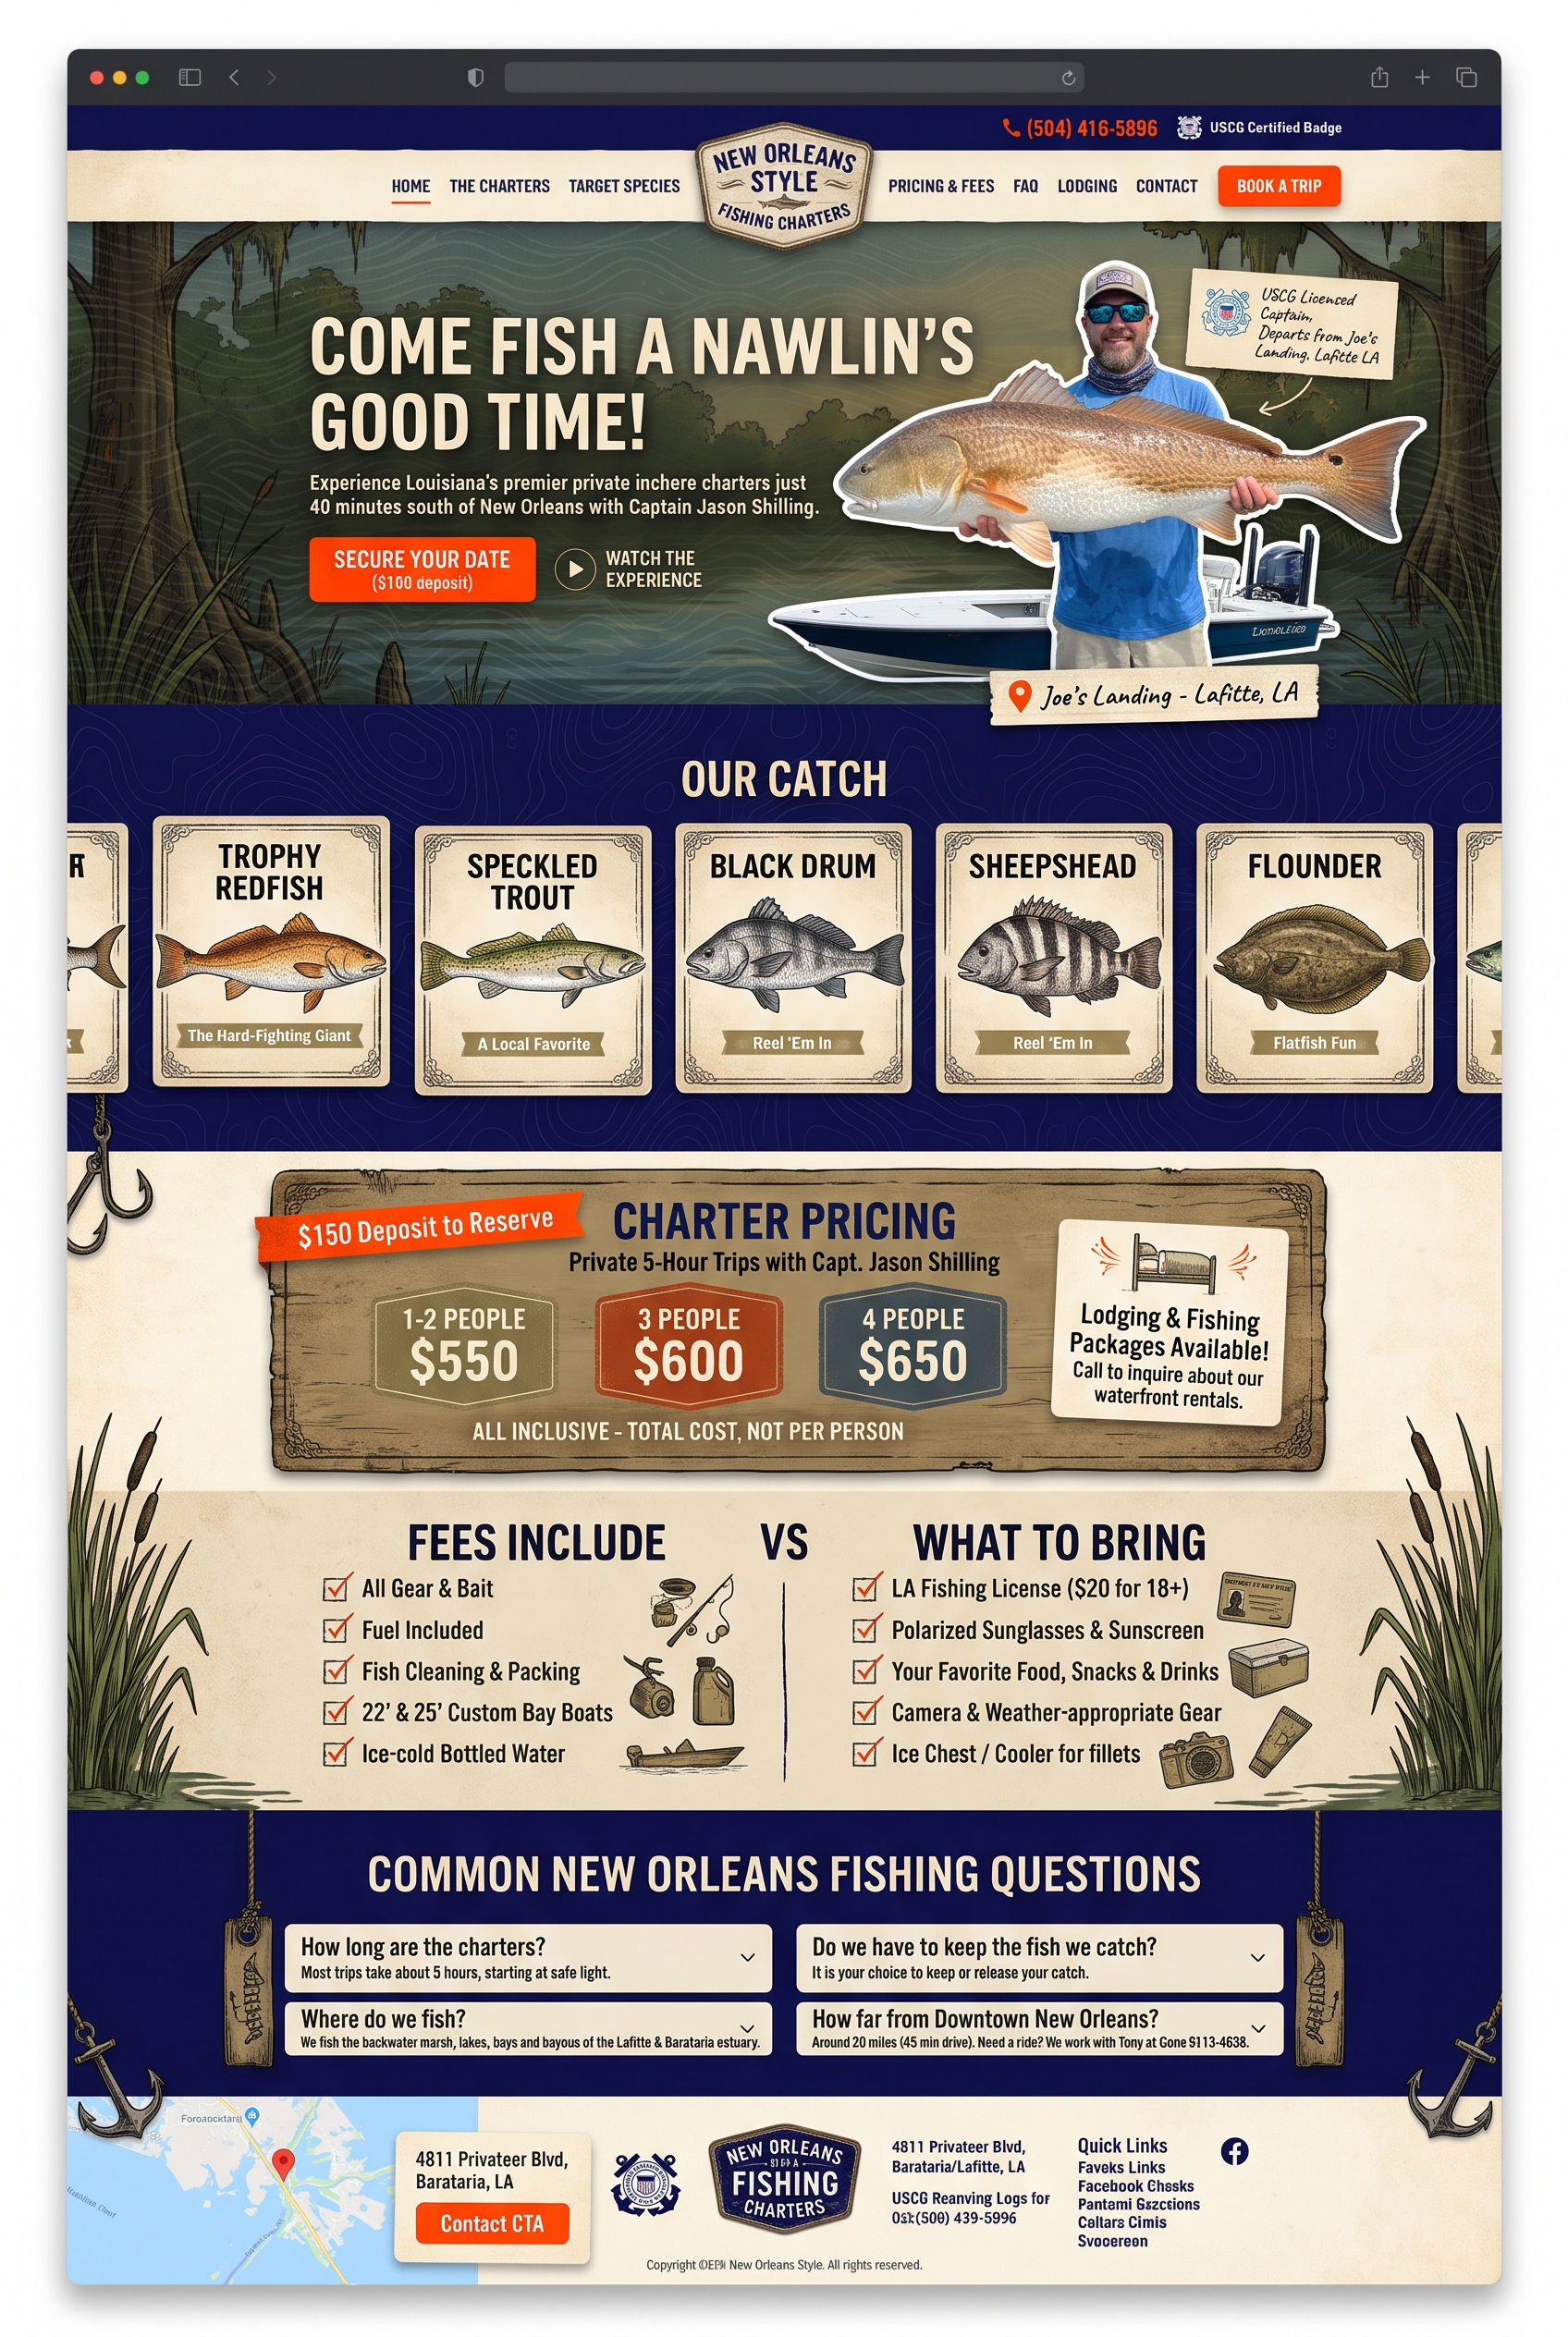 (504) 416-5896
USCG Certified Badge
HOME
THE CHARTERS
TARGET SPECIES
NEW ORLEANS
STYLE
FISHING CHARTERS
PRICING & FEES
FAQ
LODGING
CONTACT
BOOK A TRIP
COME FISH A NAWLIN'S
GOOD TIME!
Experience Louisiana's premier private inchere charters just
40 minutes south of New Orleans with Captain Jason Shilling.
SECURE YOUR DATE
($100 deposit)
WATCH THE
EXPERIENCE
USCG Licensed
Captain,
Departs from Joe's
Landing, Lafitte LA
Joe's Landing - Lafitte, LA
OUR CATCH
TROPHY
REDFISH
The Hard-Fighting Giant
SPECKLED
TROUT
A Local Favorite
BLACK DRUM
Reel 'Em In
SHEEPSHEAD
Reel 'Em In
FLOUNDER
Flatfish Fun
$150 Deposit to Reserve
CHARTER PRICING
Private 5-Hour Trips with Capt. Jason Shilling
1-2 PEOPLE
$550
3 PEOPLE
$600
4 PEOPLE
$650
ALL INCLUSIVE - TOTAL COST, NOT PER PERSON
Lodging & Fishing
Packages Available!
Call to inquire about our
waterfront rentals.
FEES INCLUDE
All Gear & Bait
Fuel Included
Fish Cleaning & Packing
22' & 25' Custom Bay Boats
Ice-cold Bottled Water
VS
WHAT TO BRING
LA Fishing License ($20 for 18+)
Polarized Sunglasses & Sunscreen
Your Favorite Food, Snacks & Drinks
Camera & Weather-appropriate Gear
Ice Chest / Cooler for fillets
COMMON NEW ORLEANS FISHING QUESTIONS
How long are the charters?
Most trips take about 5 hours, starting at safe light.
Do we have to keep the fish we catch?
It is your choice to keep or release your catch.
Where do we fish?
We fish the backwater marsh, lakes, bays and bayous of the Lafitte & Barataria estuary.
How far from Downtown New Orleans?
Around 20 miles (45 min drive). Need a ride? We work with Tony at Gone $113-4638.
4811 Privateer Blvd,
Barataria, LA
Contact CTA
NEW ORLEANS
FISHING
CHARTERS
4811 Privateer Blvd,
Barataria/Lafitte, LA
USCG Reanving Logs for
(500) 439-5996
Quick Links
Faveks Links
Facebook Chosks
Pantami
Cimis
Copyright New Orleans Style. All rights reserved.